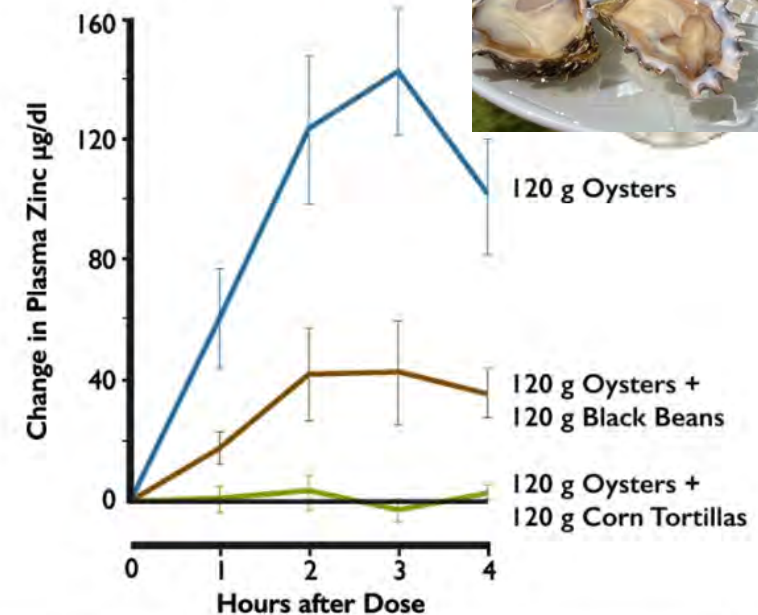 Change in Plasma Zinc µg/dl
160
120
80
40
0
120 g Oysters
120 g Oysters +
120 g Black Beans
120 g Oysters +
120 g Corn Tortillas
0 1 2 3 4
Hours after Dose